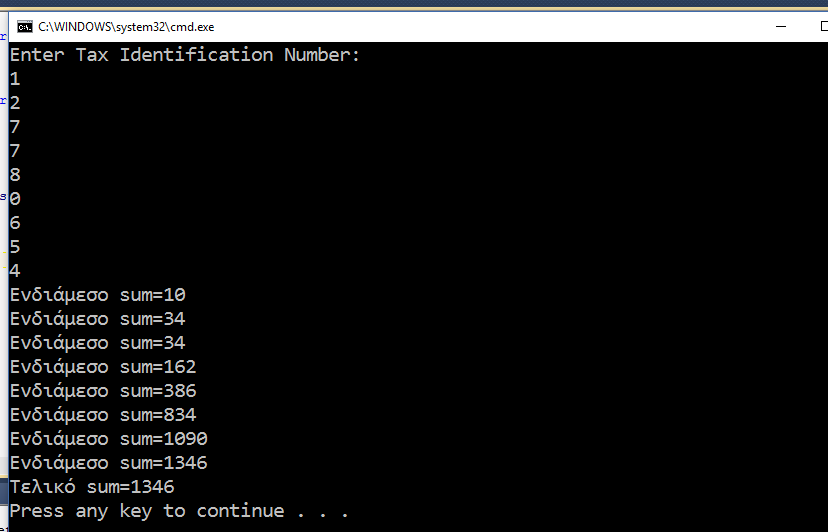 C:\WINDOWS\system32\cmd.exe
Enter Tax Identification Number:
1
2
7
7
8
0
6
5
4
Ενδιάμεσο sum=10
Ενδιάμεσο sum=34
Ενδιάμεσο sum=34
Ενδιάμεσο sum=162
Ενδιάμεσο sum=386
Ενδιάμεσο sum=834
Ενδιάμεσο sum=1090
Ενδιάμεσο sum=1346
Τελικό sum=1346
Press any key to continue . . .